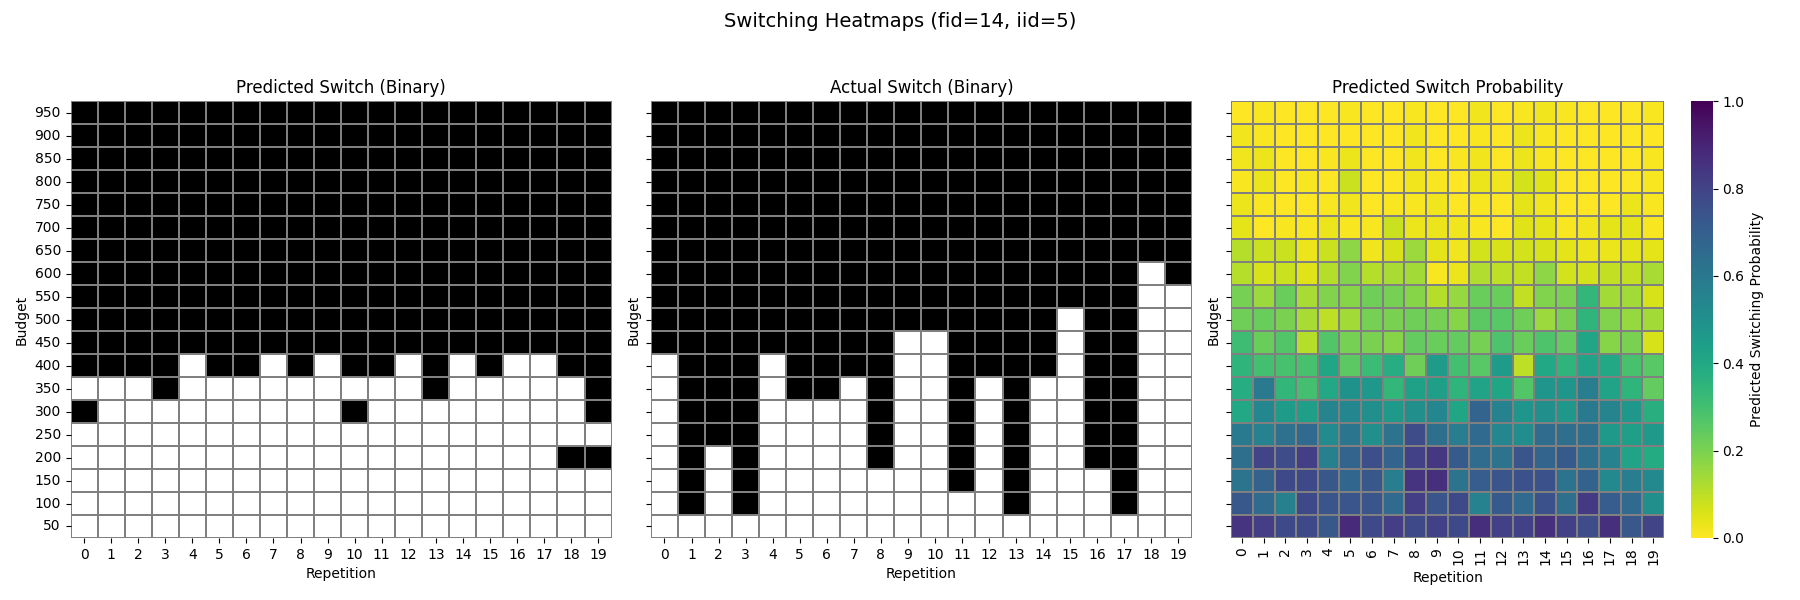 Switching Heatmaps (fid=14, iid=5)
Predicted Switch (Binary)
Budget
950
900
850
800
750
700
650
600
550
500
450
400
350
300
250
200
150
100
50
0 1 2 3 4 5 6 7 8 9 10 11 12 13 14 15 16 17 18 19
Repetition
Actual Switch (Binary)
Budget
0 1 2 3 4 5 6 7 8 9 10 11 12 13 14 15 16 17 18 19
Repetition
Predicted Switch Probability
Budget
0 1 2 3 4 5 6 7 8 9 10 11 12 13 14 15 16 17 18 19
Repetition
1.0
0.8
0.6
0.4
0.2
0.0
Predicted Switching Probability